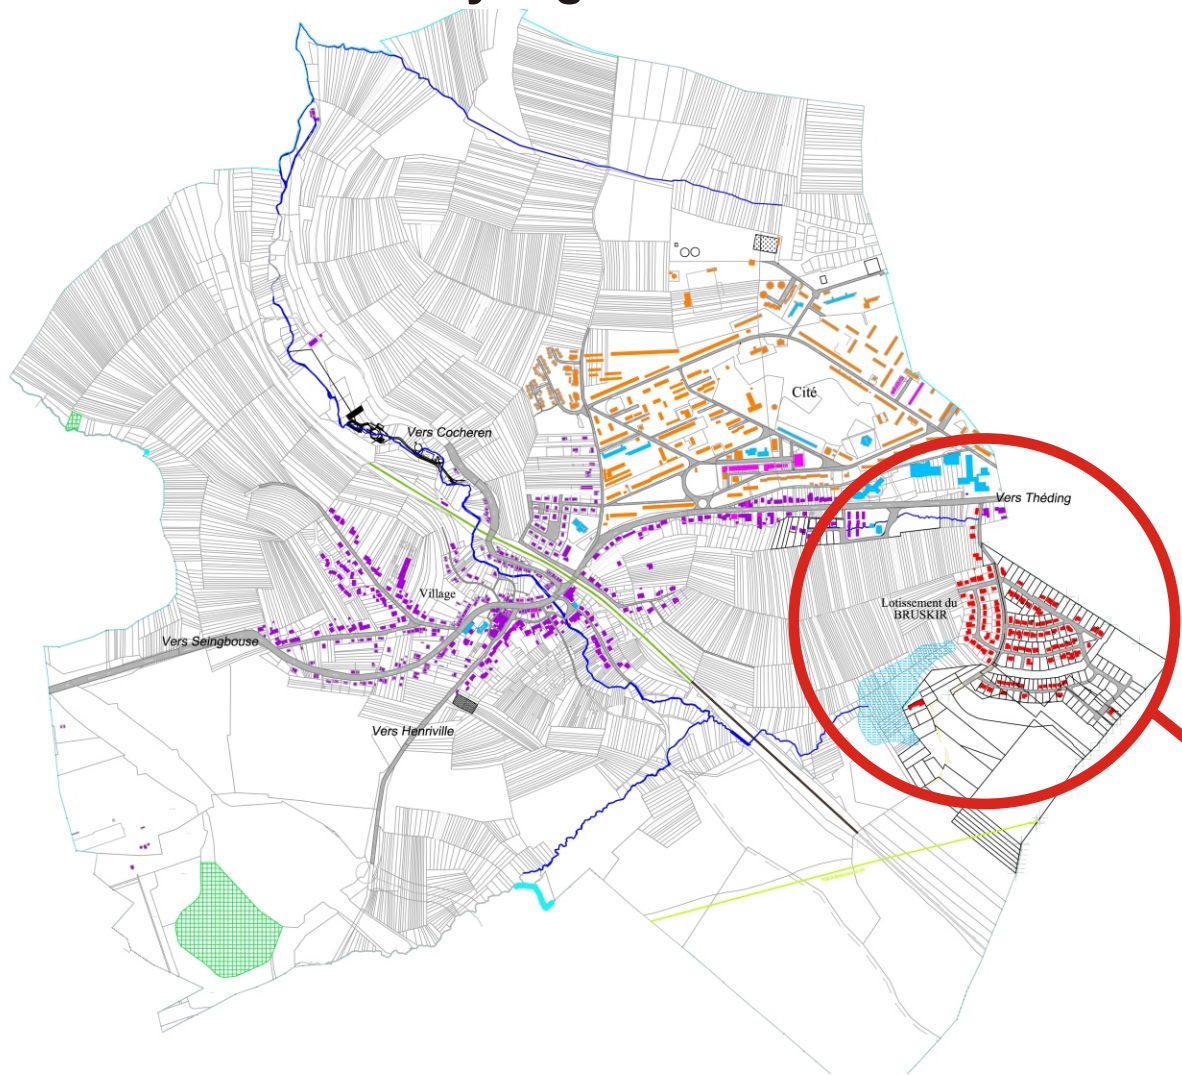 Cité
Vers Cocheren
Vers Théding
Village
Lotissement du
BRUSKIR
Vers Seingbouse
Vers Henriville